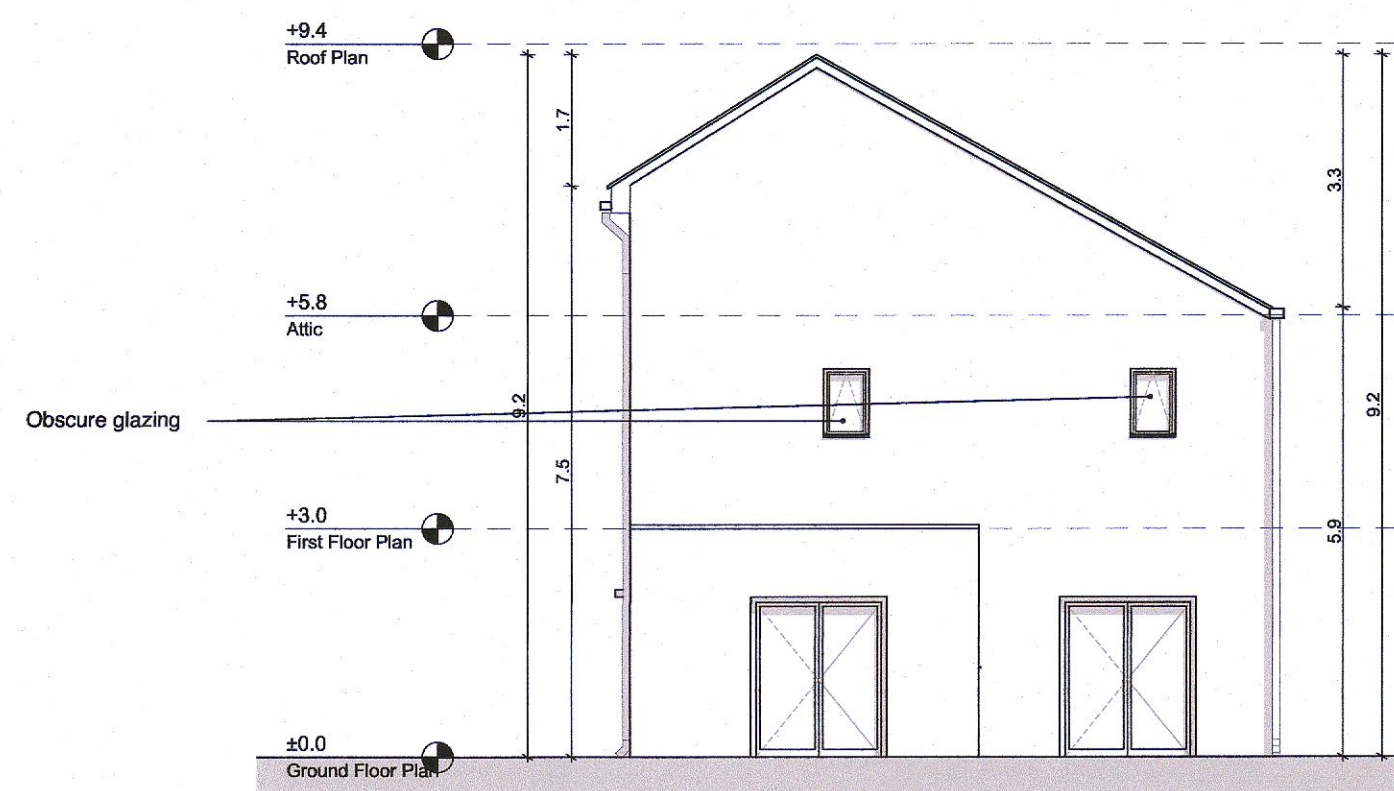 +9.4
Roof Plan
1.7
3.3
+5.8
Attic
Obscure glazing
9.2
9.2
7.5
+3.0
First Floor Plan
5.9
±0.0
Ground Floor Plan